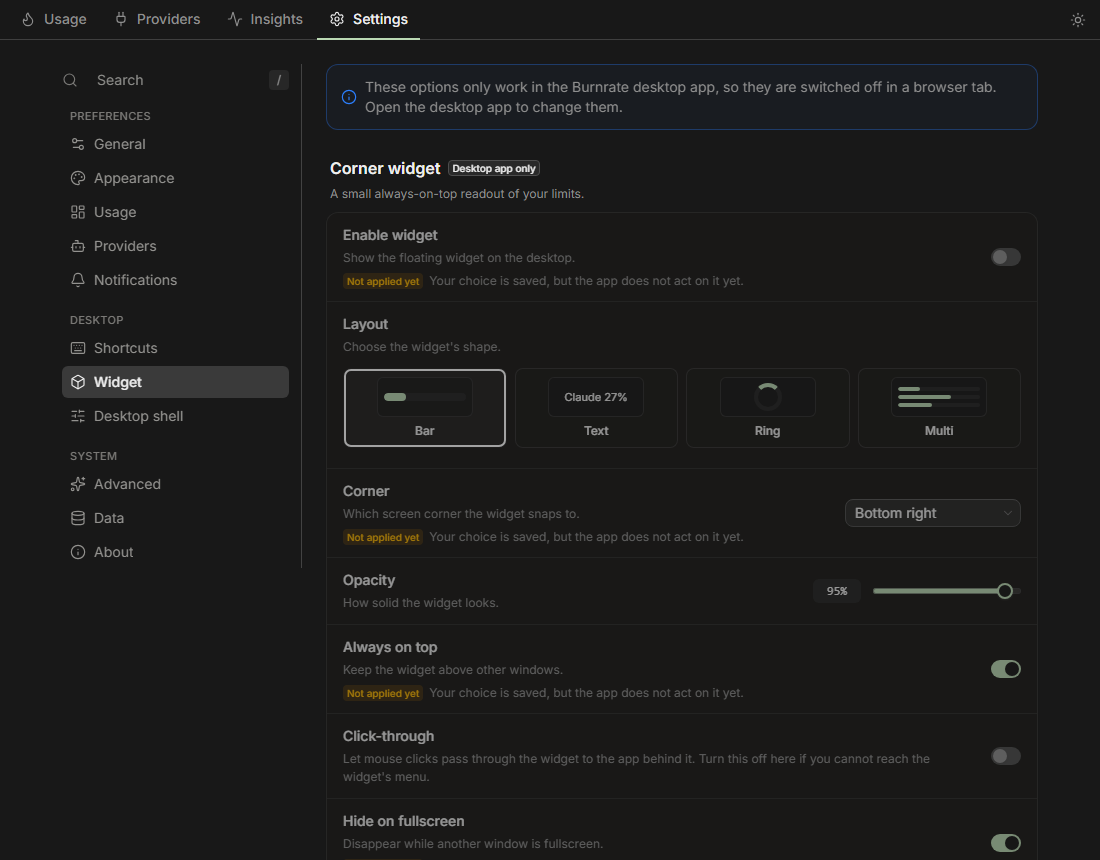 Usage Providers Insights Settings
Search /
PREFERENCES
General
Appearance
Usage
Providers
Notifications
DESKTOP
Shortcuts
Widget
Desktop shell
SYSTEM
Advanced
Data
About
These options only work in the Burnrate desktop app, so they are switched off in a browser tab.
Open the desktop app to change them.
Corner widget Desktop app only
A small always-on-top readout of your limits.
Enable widget
Show the floating widget on the desktop.
Not applied yet Your choice is saved, but the app does not act on it yet.
Layout
Choose the widget's shape.
Claude 27%
Bar Text Ring Multi
Corner
Which screen corner the widget snaps to.
Not applied yet Your choice is saved, but the app does not act on it yet.
Bottom right
Opacity
How solid the widget looks.
95%
Always on top
Keep the widget above other windows.
Not applied yet Your choice is saved, but the app does not act on it yet.
Click-through
Let mouse clicks pass through the widget to the app behind it. Turn this off here if you cannot reach the
widget's menu.
Hide on fullscreen
Disappear while another window is fullscreen.